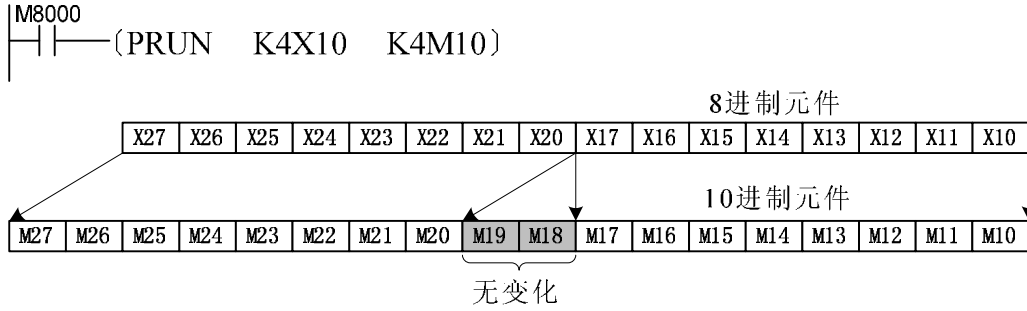 M8000
(PRUN K4X10 K4M10)
8进制元件
X27 X26 X25 X24 X23 X22 X21 X20 X17 X16 X15 X14 X13 X12 X11 X10
10进制元件
M27 M26 M25 M24 M23 M22 M21 M20 M19 M18 M17 M16 M15 M14 M13 M12 M11 M10
无变化